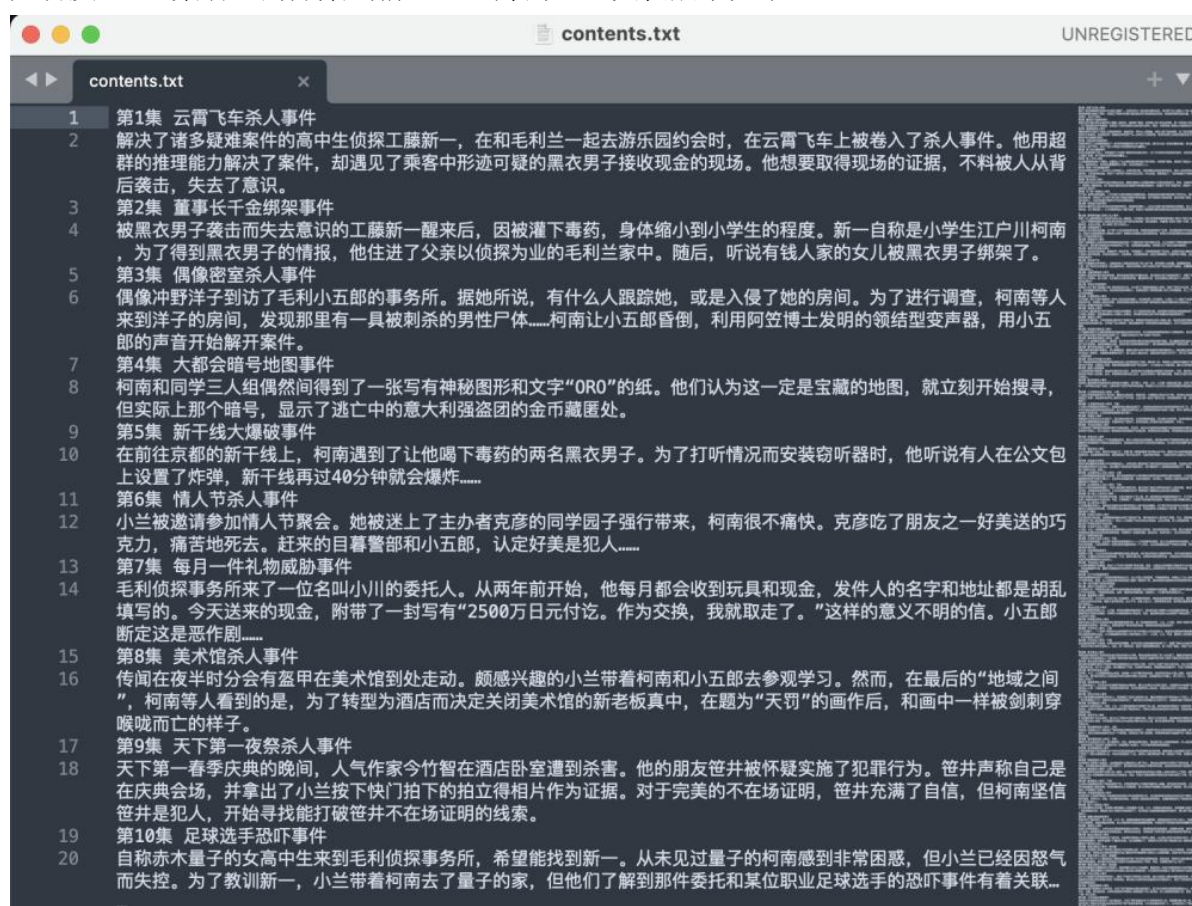 contents.txt
UNREGISTERED
contents.txt
1 第1集 云霄飞车杀人事件
2 解决了诸多疑难案件的高中生侦探工藤新一，在和毛利兰一起去游乐园约会时，在云霄飞车上被卷入了杀人事件。他用超
群的推理能力解决了案件，却遇见了乘客中形迹可疑的黑衣男子接收现金的现场。他想要取得现场的证据，不料被人从背
后袭击，失去了意识。
3 第2集 董事长千金绑架事件
4 被黑衣男子袭击而失去意识的工藤新一醒来后，因被灌下毒药，身体缩小到小学生的程度。新一自称是小学生江户川柯南
，为了得到黑衣男子的情报，他住进了父亲以侦探为业的毛利兰家中。随后，听说有钱人家的女儿被黑衣男子绑架了。
5 第3集 偶像密室杀人事件
6 偶像冲野洋子到访了毛利小五郎的事务所。据她所说，有什么人跟踪她，或是入侵了她的房间。为了进行调查，柯南等人
来到洋子的房间，发现那里有一具被刺杀的男性尸体……柯南让小五郎昏倒，利用阿笠博士发明的领结型变声器，用小五
郎的声音开始解开案件。
7 第4集 大都会暗号地图事件
8 柯南和同学三人组偶然间得到了一张写有神秘图形和文字“ORO”的纸。他们认为这一定是宝藏的地图，就立刻开始搜寻，
但实际上那个暗号，显示了逃亡中的意大利强盗团的金币藏匿处。
9 第5集 新干线大爆破事件
10 在前往京都的新干线上，柯南遇到了让他喝下毒药的两名黑衣男子。为了打听情况而安装窃听器时，他听说有人在公文包
上设置了炸弹，新干线再过40分钟就会爆炸……
11 第6集 情人节杀人事件
12 小兰被邀请参加情人节聚会。她被迷上了主办者克彦的同学园子强行带来，柯南很不痛快。克彦吃了朋友之一好美送的巧
克力，痛苦地死去。赶来的目暮警部和小五郎，认定好美是犯人……
13 第7集 每月一件礼物威胁事件
14 毛利侦探事务所来了一位名叫小川的委托人。从两年前开始，他每月都会收到玩具和现金，发件人的名字和地址都是胡乱
填写的。今天送来的现金，附带了一封写有“2500万日元付讫。作为交换，我就取走了。”这样的意义不明的信。小五郎
断定这是恶作剧……
15 第8集 美术馆杀人事件
16 传闻在夜半时分会有盔甲在美术馆到处走动。颇感兴趣的小兰带着柯南和小五郎去参观学习。然而，在最后的“地域之间
”，柯南等人看到的是，为了转型为酒店而决定关闭美术馆的新老板真中，在题为“天罚”的画作后，和画中一样被剑刺穿
喉咙而亡的样子。
17 第9集 天下第一夜祭杀人事件
18 天下第一春季庆典的晚间，人气作家今竹智在酒店卧室遭到杀害。他的朋友笹井被怀疑实施了犯罪行为。笹井声称自己是
在庆典会场，并拿出了小兰按下快门拍下的拍立得相片作为证据。对于完美的不在场证明，笹井充满了自信，但柯南坚信
笹井是犯人，开始寻找能打破笹井不在场证明的线索。
19 第10集 足球选手恐吓事件
20 自称赤木量子的女高中生来到毛利侦探事务所，希望能找到新一。从未见过量子的柯南感到非常困惑，但小兰已经因怒气
而失控。为了教训新一，小兰带着柯南去了量子的家，但他们了解到那件委托和某位职业足球选手的恐吓事件有着关联…